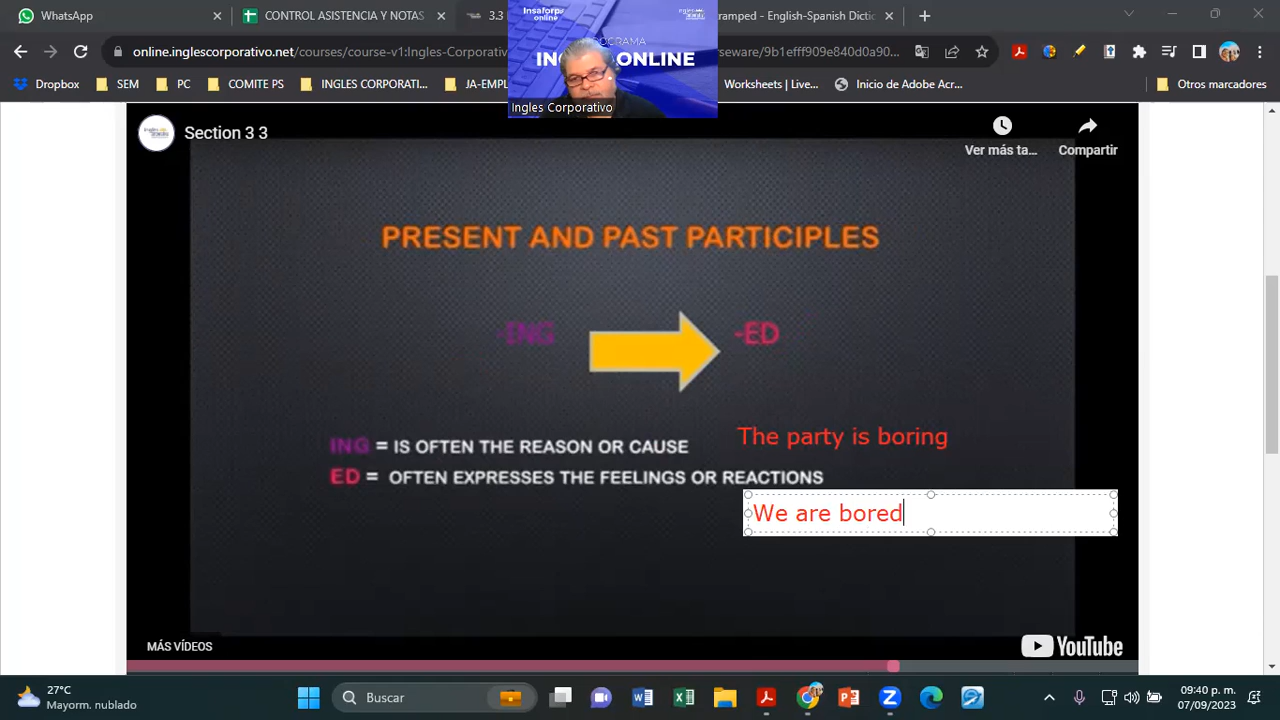 WhatsApp
CONTROL ASISTENCIA Y NOTAS
3.3
ramped - English-Spanish Dictic
Insaforp
online
PROGRAMA
ONLINE
Ingles Corporativo
online.inglescorporativo.net/courses/course-v1:Ingles-Corporativ
rseware/9b1efff909e840d0a90...
Dropbox
SEM
PC
COMITE PS
INGLES CORPORATI...
JA-EMPLE
Worksheets | Live...
Inicio de Adobe Acr...
Otros marcadores
Section 3 3
Ver más ta...
Compartir
PRESENT AND PAST PARTICIPLES
-ING
-ED
ING = IS OFTEN THE REASON OR CAUSE
The party is boring
ED = OFTEN EXPRESSES THE FEELINGS OR REACTIONS
We are bored
MÁS VÍDEOS
YouTube
27°C
Mayorm. nublado
Buscar
09:40 p. m.
07/09/2023